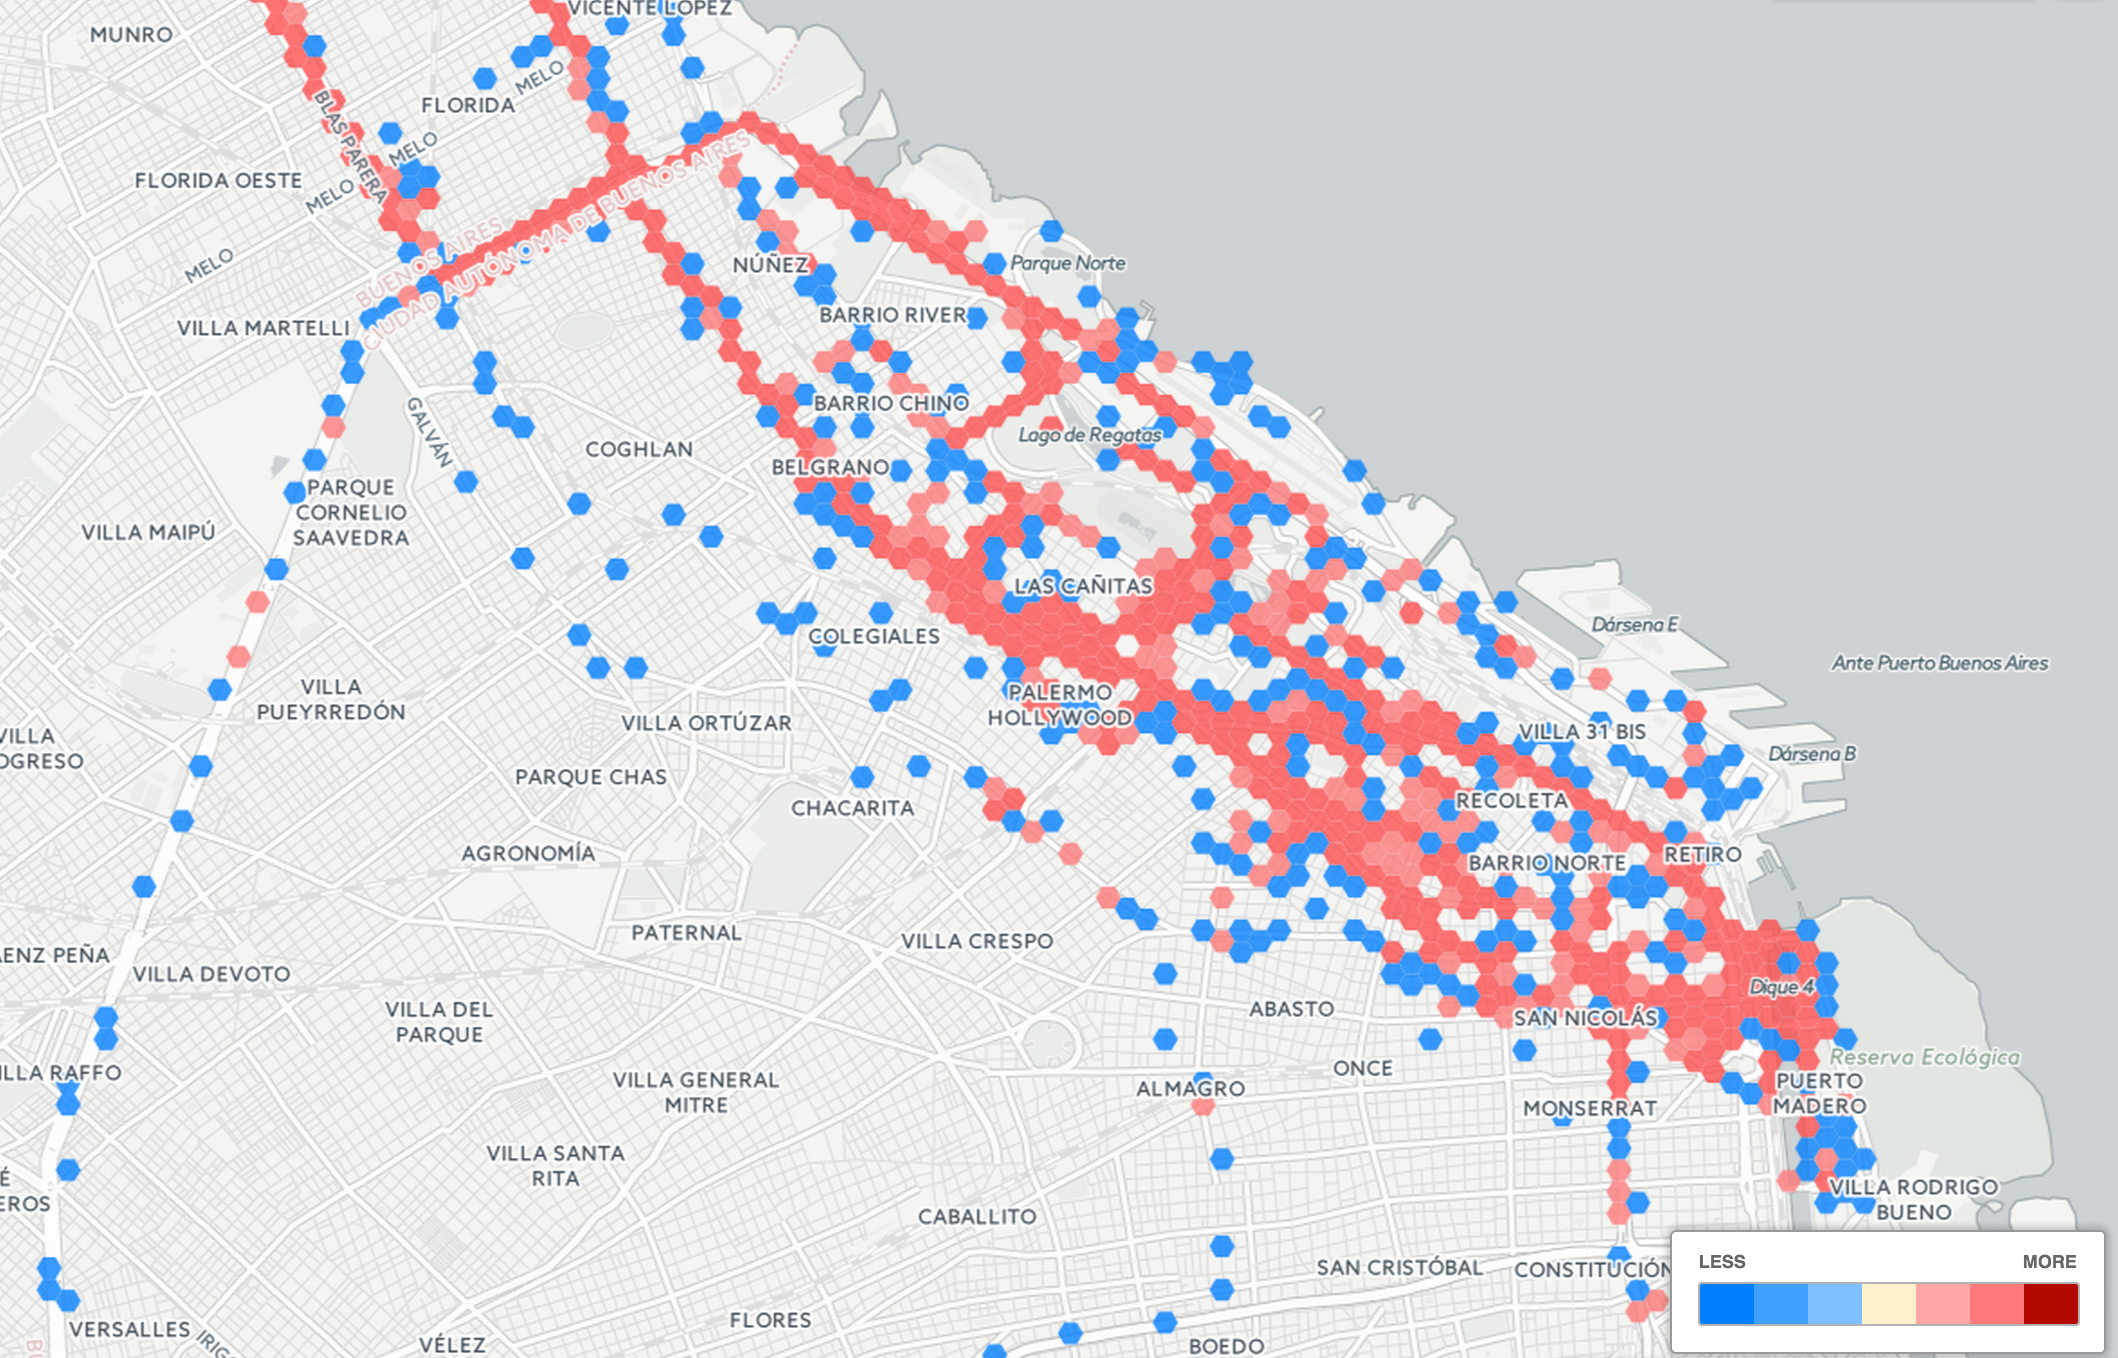 VICENTE LÓPEZ
MUNRO
MELO
FLORIDA
BLAS PARERA
MELO
FLORIDA OESTE
MELO
MELO
BUENOS AIRES
CIUDAD AUTÓNOMA DE BUENOS AIRES
NÚÑEZ
Parque Norte
BARRIO RIVER
VILLA MARTELLI
BARRIO CHINO
GALVÁN
COGHLAN
Lago de Regatas
BELGRANO
PARQUE
CORNELIO
SAAVEDRA
VILLA MAIPÚ
LAS CAÑITAS
Dársena E
COLEGIALES
Ante Puerto Buenos Aires
VILLA
PUEYRREDÓN
PALERMO
HOLLYWOOD
VILLA ORTÚZAR
VILLA 31 BIS
VILLA
OGRESO
Dársena B
PARQUE CHAS
RECOLETA
CHACARITA
AGRONOMÍA
BARRIO NORTE
RETIRO
PATERNAL
VILLA CRESPO
AENZ PEÑA
VILLA DEVOTO
Dique 4
VILLA DEL
PARQUE
ABASTO
SAN NICOLÁS
Reserva Ecológica
ILLA RAFFO
ONCE
VILLA GENERAL
MITRE
ALMAGRO
PUERTO
MADERO
MONSERRAT
VILLA SANTA
RITA
É
EROS
VILLA RODRIGO
BUENO
CABALLITO
SAN CRISTÓBAL
CONSTITUCIÓN
LESS
MORE
FLORES
VERSALLES
IRIG
VÉLEZ
BOEDO